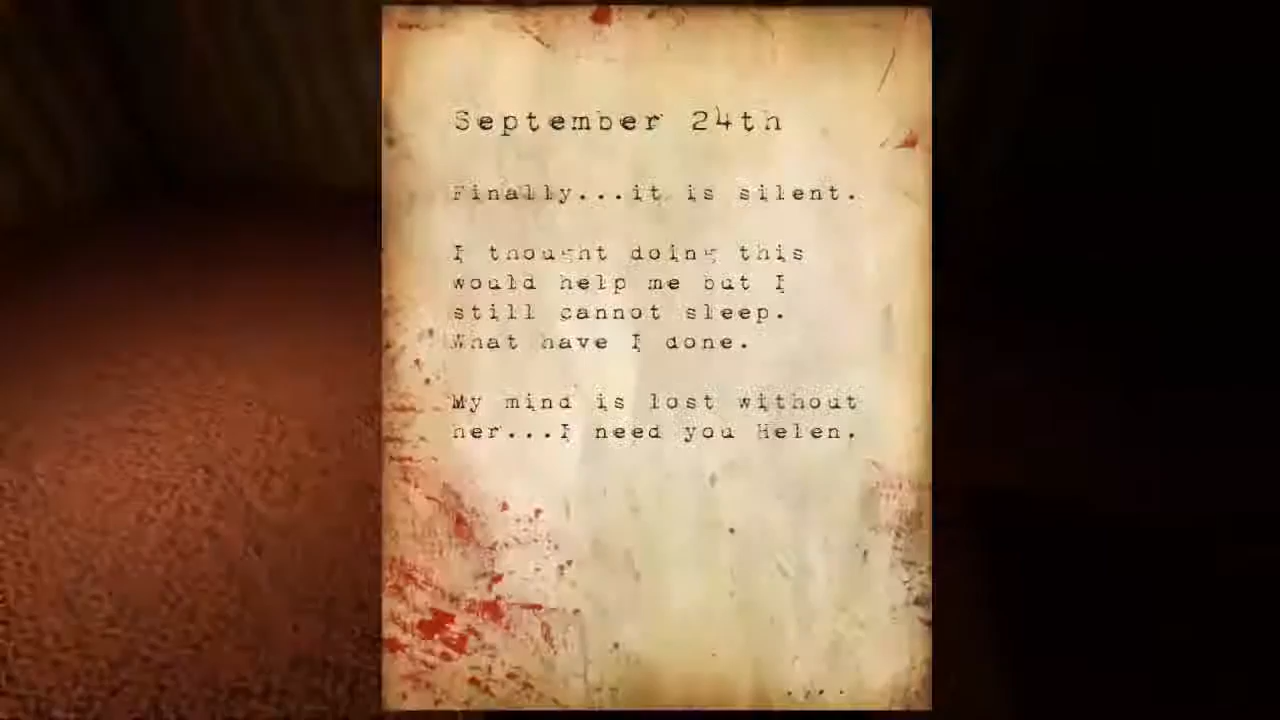 September 24th
Finally...it is silent.
I thought doing this
would help me but I
still cannot sleep.
What have I done.
My mind is lost without
her...I need you Helen.